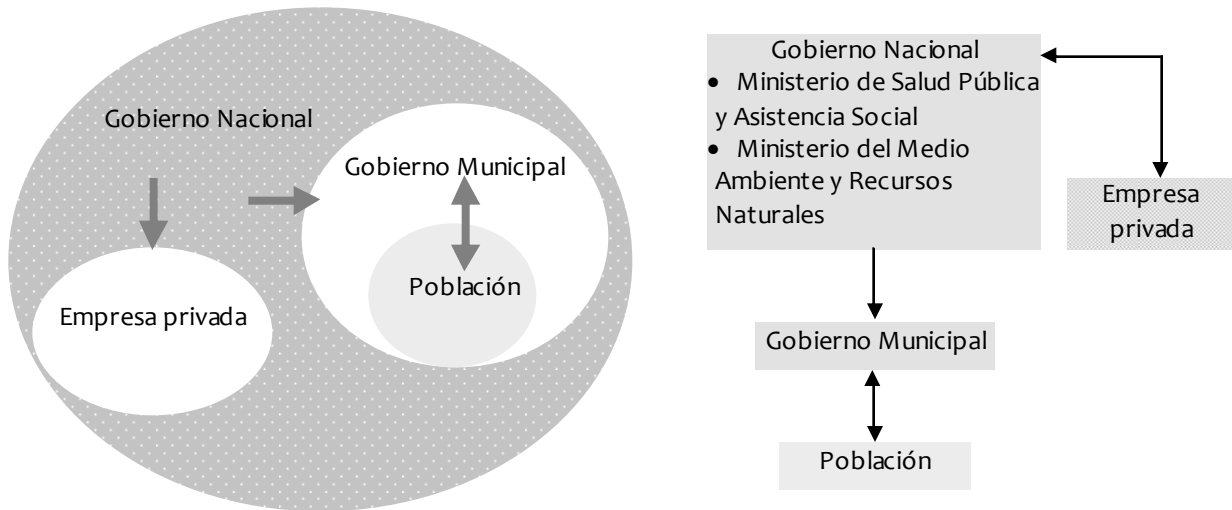 Gobierno Nacional
Gobierno Municipal
Población
Empresa privada
Gobierno Nacional
• Ministerio de Salud Pública
y Asistencia Social
• Ministerio del Medio
Ambiente y Recursos
Naturales
Empresa
privada
Gobierno Municipal
Población